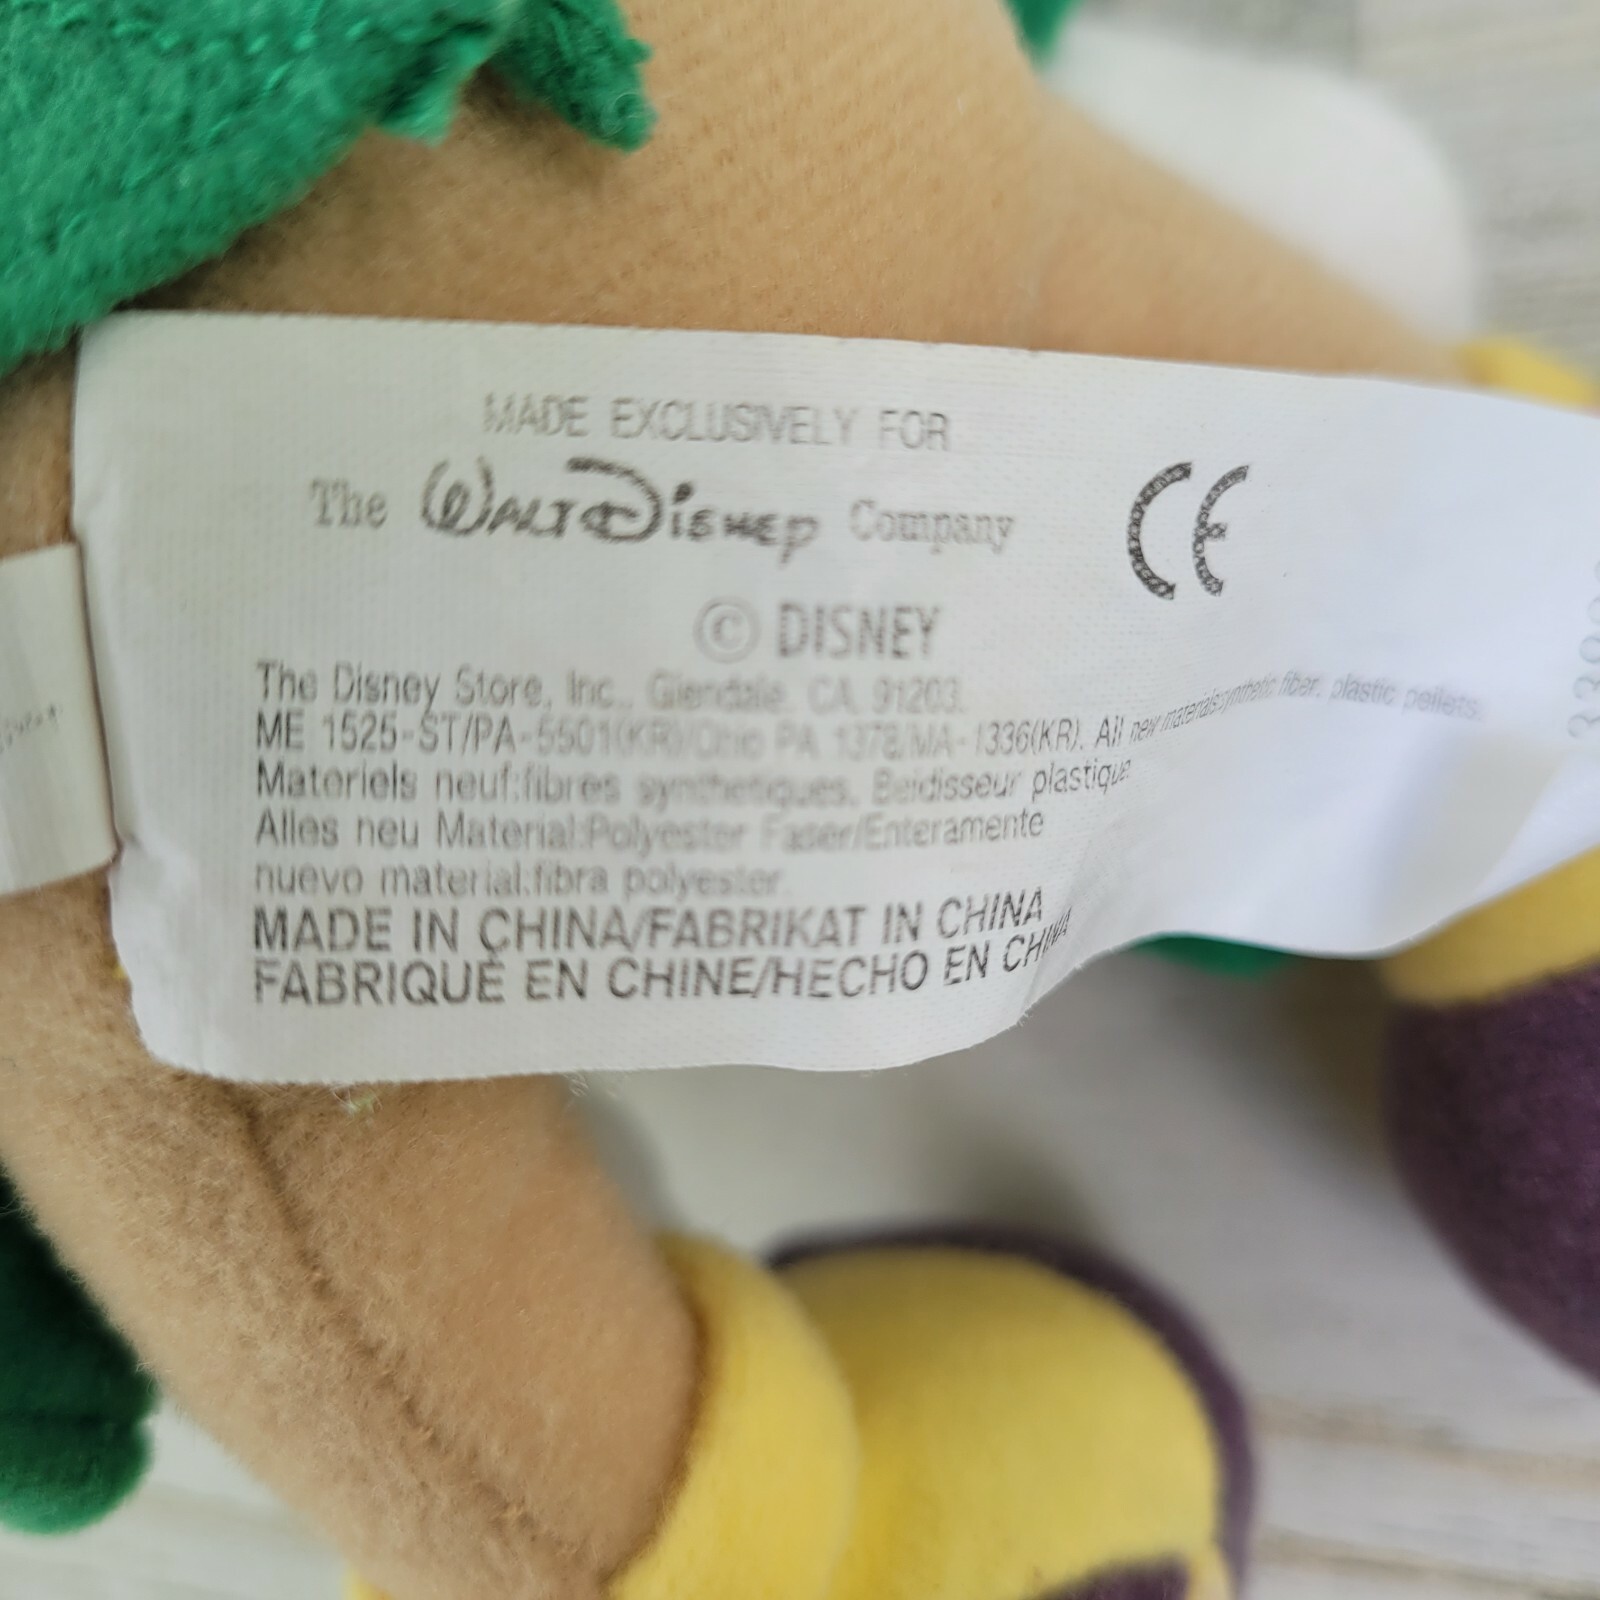 MADE EXCLUSIVELY FOR
The Walt Disney Company
CE
© DISNEY
The Disney Store, Inc., Glendale, CA 91203.
ME 1525-ST/PA-5501(KR)/Ohio PA 1378/MA-1336(KR). All new materials:synthetic fiber, plastic pellets.
Materiels neuf:fibres synthetiques, Beidisseur plastique
Alles neu Material:Polyester Faser/Enteramente
nuevo material:fibra polyester.
MADE IN CHINA/FABRIKAT IN CHINA
FABRIQUÉ EN CHINE/HECHO EN CHINA